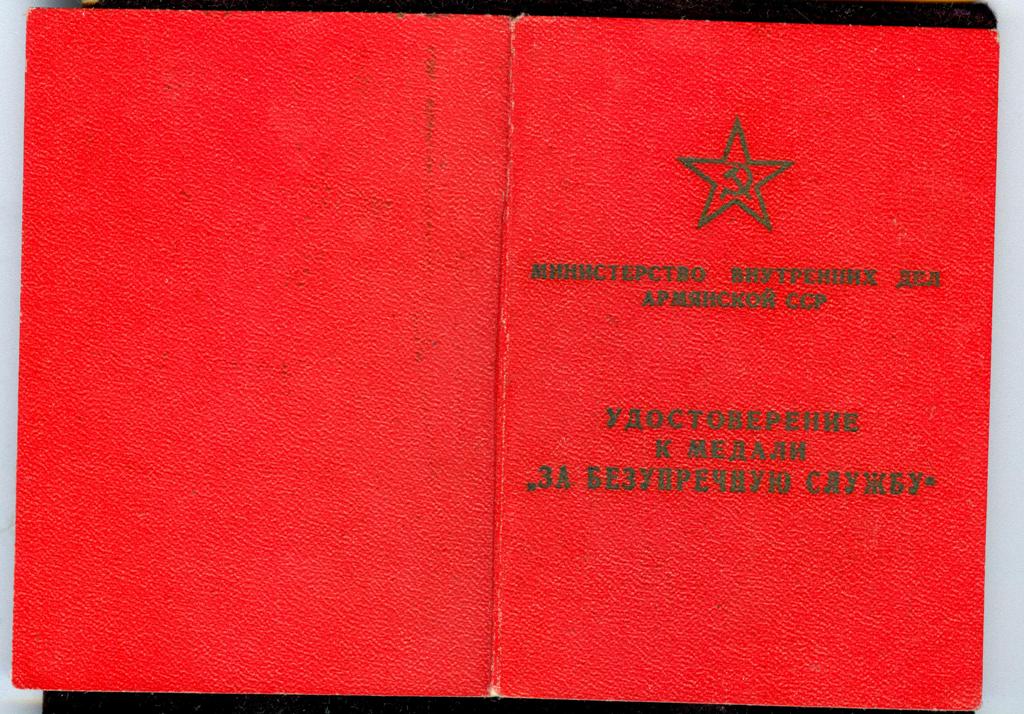 МИНИСТЕРСТВО ВНУТРЕННИХ ДЕЛ
АРМЯНСКОЙ ССР
УДОСТОВЕРЕНИЕ
К МЕДАЛИ
„ЗА БЕЗУПРЕЧНУЮ СЛУЖБУ“